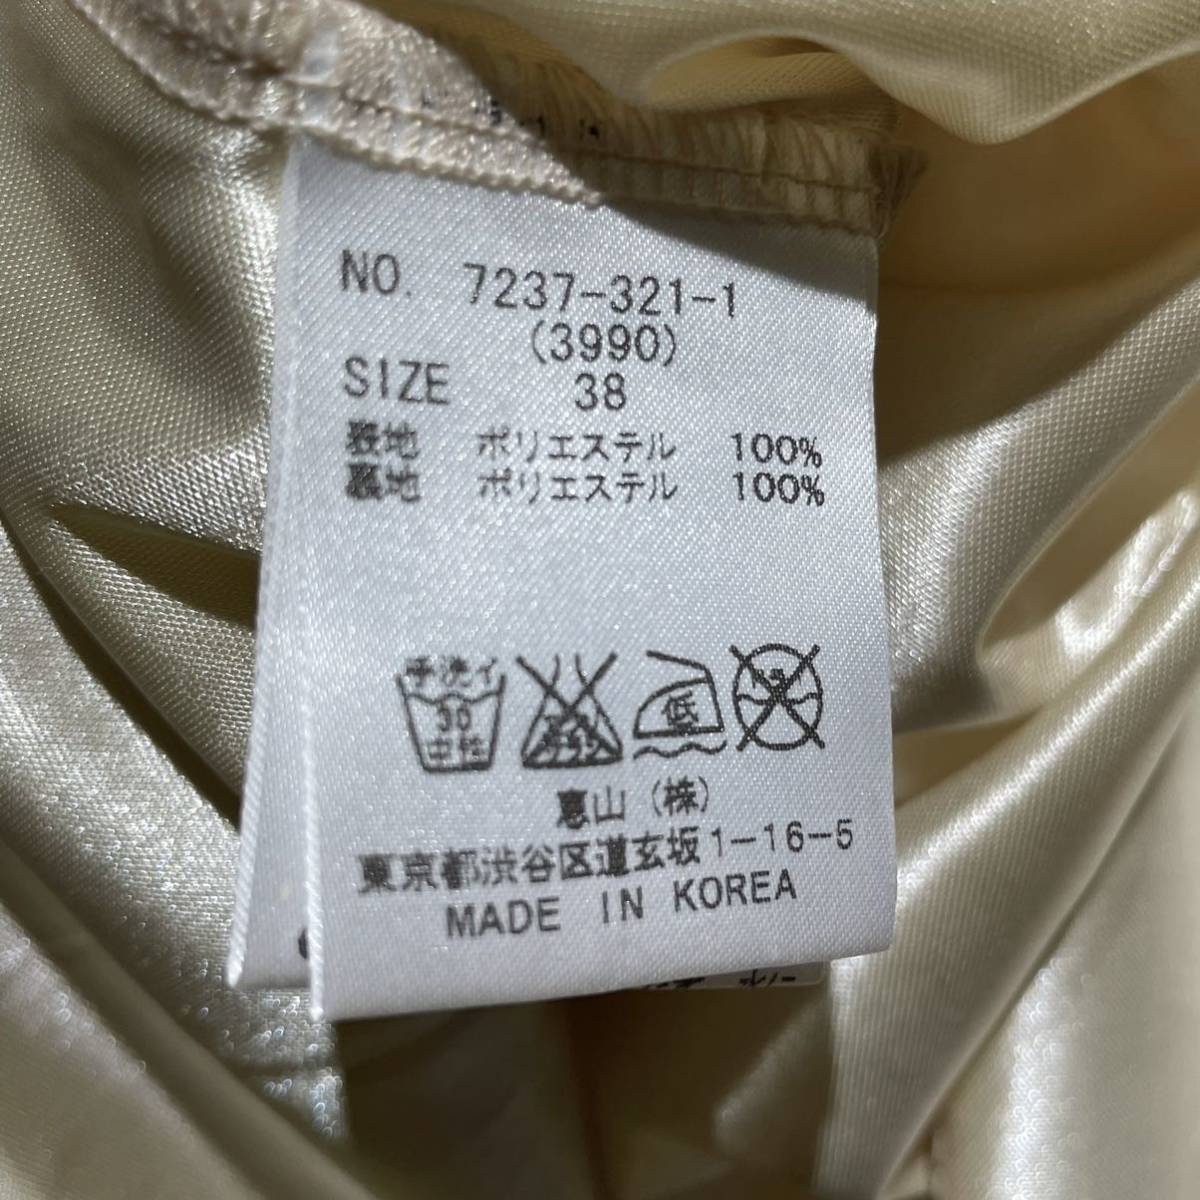 NO. 7237-321-1
(3990)
SIZE 38
表地 ポリエステル 100%
裏地 ポリエステル 100%
手洗イ
30
中性
低
恵山(株)
東京都渋谷区道玄坂1-16-5
MADE IN KOREA